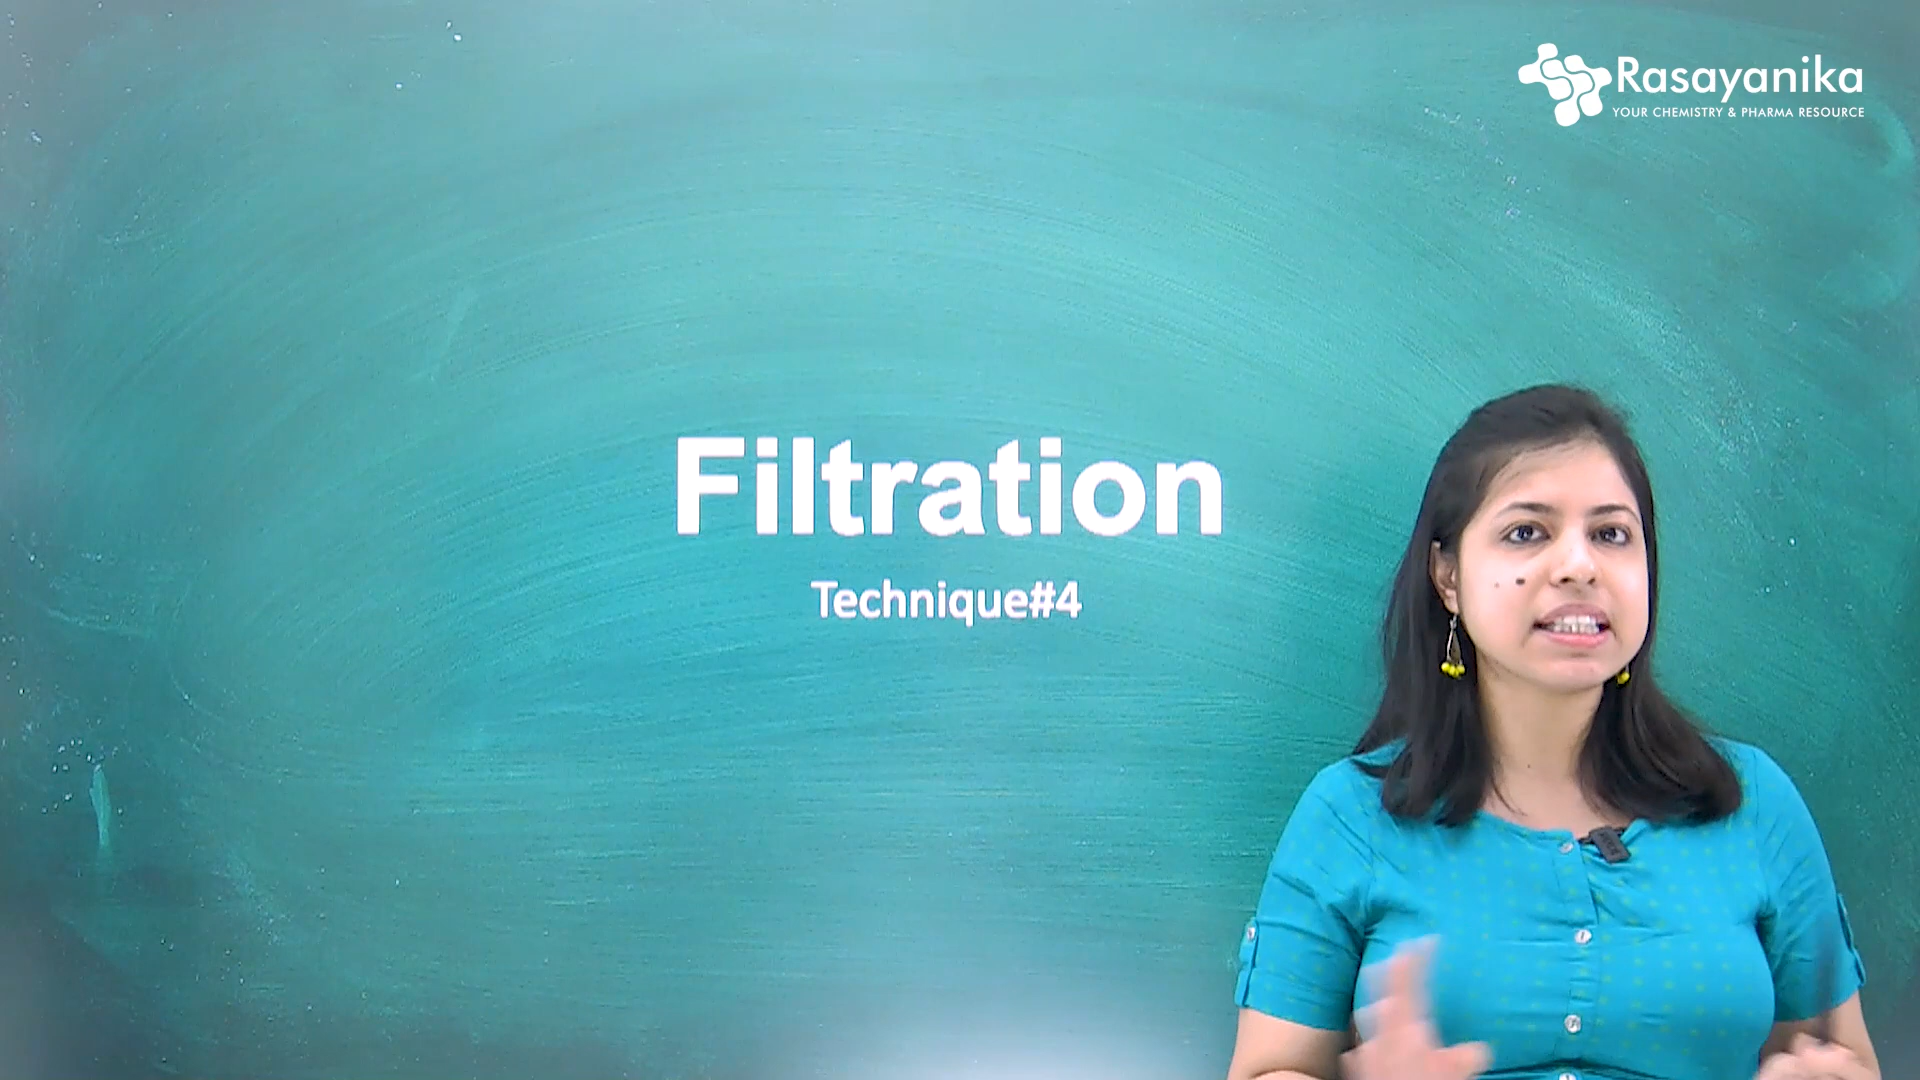 Rasayanika
YOUR CHEMISTRY & PHARMA RESOURCE
Filtration
Technique#4